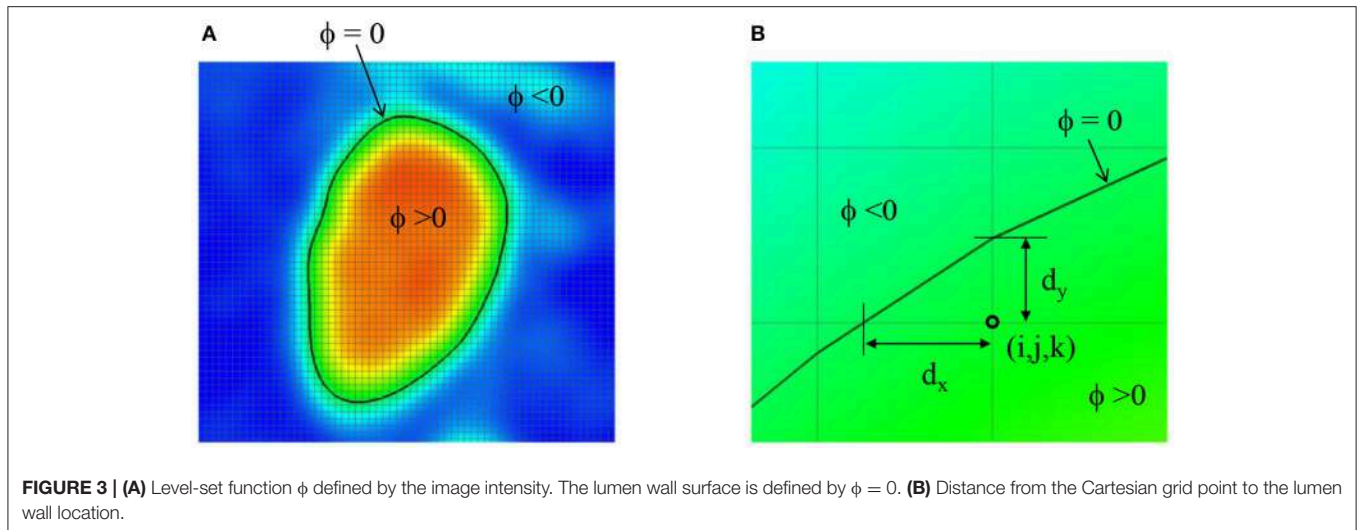 A
ϕ = 0
ϕ <0
ϕ >0
B
ϕ = 0
ϕ <0
d_y
(i,j,k)
d_x
ϕ >0
FIGURE 3 | (A) Level-set function ϕ defined by the image intensity. The lumen wall surface is defined by ϕ = 0. (B) Distance from the Cartesian grid point to the lumen
wall location.